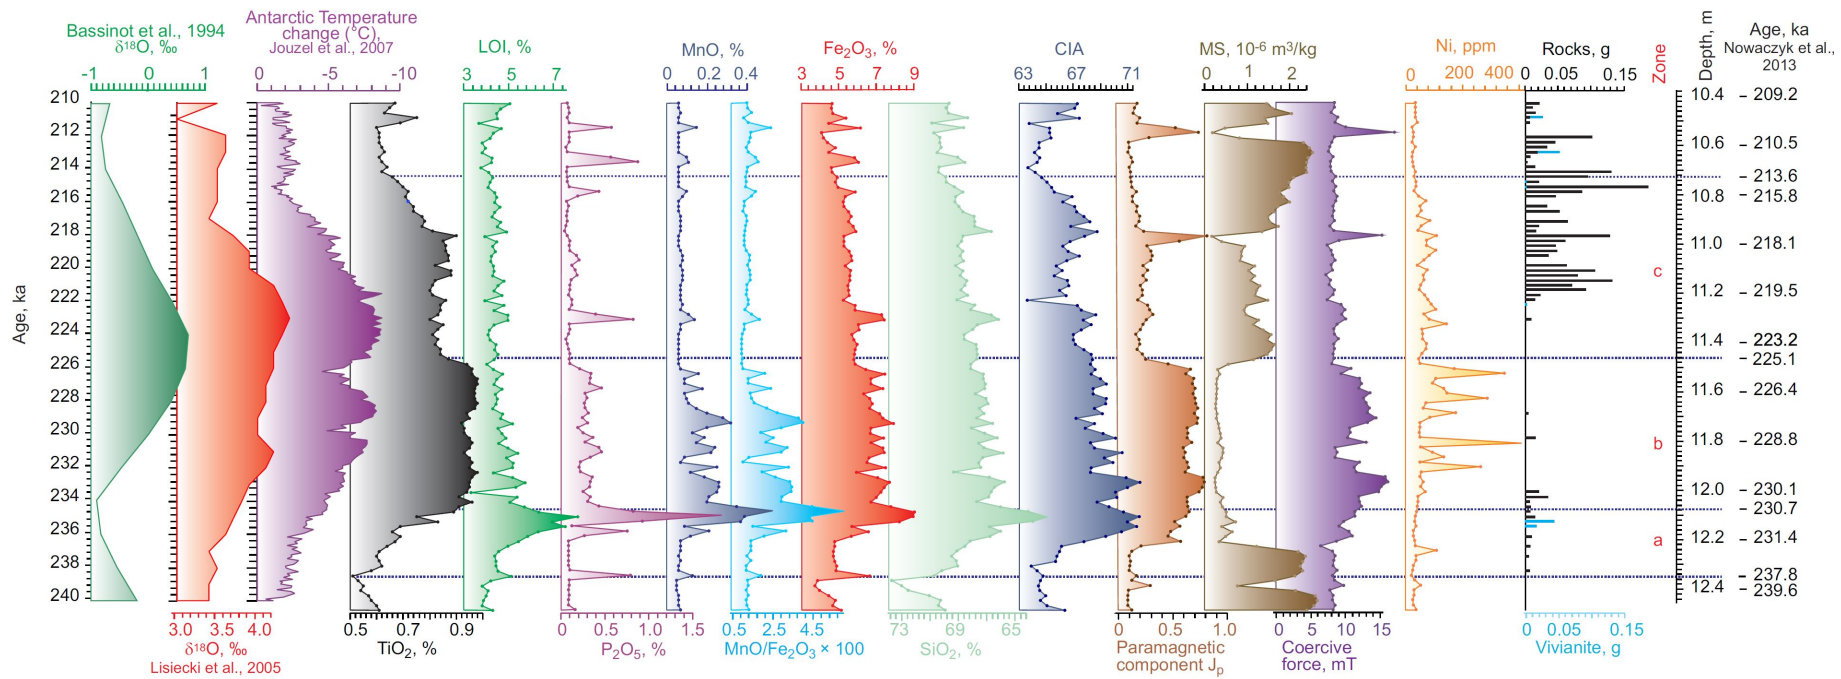 Bassinot et al., 1994
δ¹⁸O, ‰
-1 0 1
Antarctic Temperature
change (°C),
Jouzel et al., 2007
0 -5 -10
LOI, %
3 5 7
MnO, %
0 0.2 0.4
Fe₂O₃, %
3 5 7 9
CIA
63 67 71
MS, 10⁻⁶ m³/kg
0 1 2
Ni, ppm
0 200 400
Rocks, g
0 0.05 0.15
Zone
Depth, m
Age, ka
Nowaczyk et al.,
2013
Age, ka
210
212
214
216
218
220
222
224
226
228
230
232
234
236
238
240
c
b
a
10.4
10.6
10.8
11.0
11.2
11.4
11.6
11.8
12.0
12.2
12.4
- 209.2
- 210.5
- 213.6
- 215.8
- 218.1
- 219.5
- 223.2
- 225.1
- 226.4
- 228.8
- 230.1
- 230.7
- 231.4
- 237.8
- 239.6
3.0 3.5 4.0
δ¹⁸O, ‰
Lisiecki et al., 2005
0.5 0.7 0.9
TiO₂, %
0 0.5 1.0 1.5
P₂O₅, %
0.5 2.5 4.5
MnO/Fe₂O₃ × 100
73 69 65
SiO₂, %
0 0.5 1.0
Paramagnetic
component Jₚ
0 5 10 15
Coercive
force, mT
0 0.05 0.15
Vivianite, g